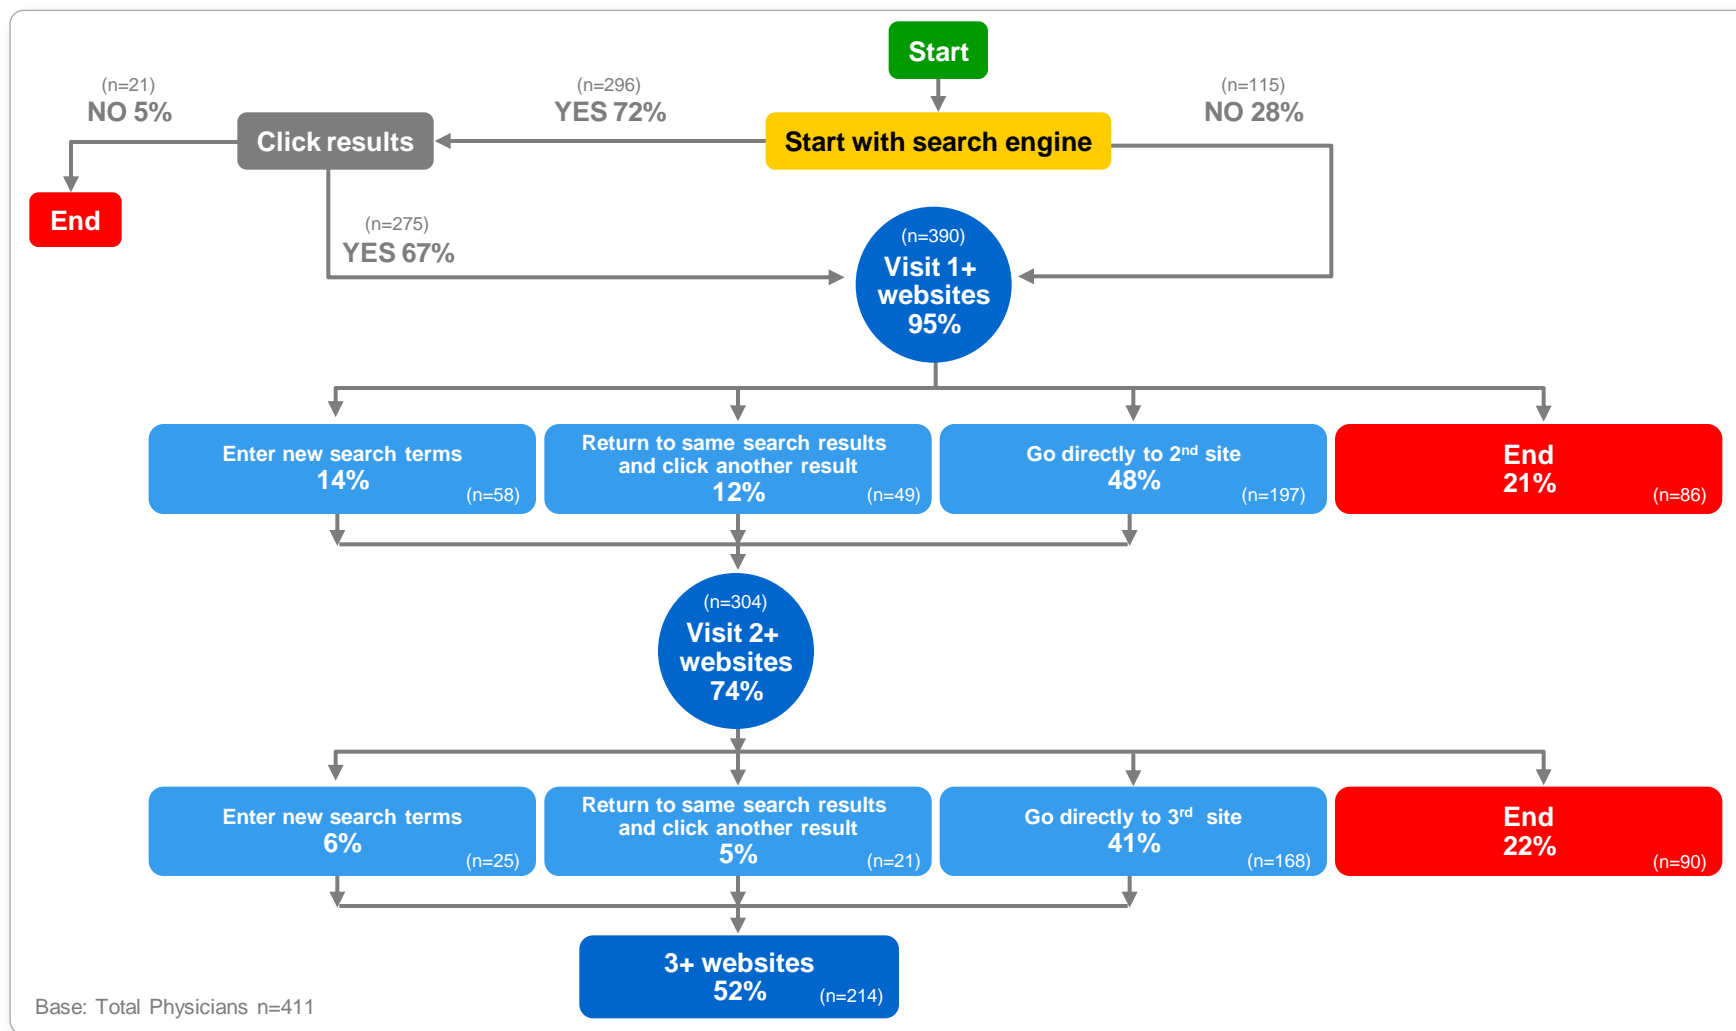 Start
(n=21)
NO 5%
(n=296)
YES 72%
(n=115)
NO 28%
Click results
Start with search engine
End
(n=275)
YES 67%
(n=390)
Visit 1+
websites
95%
Enter new search terms
14%
(n=58)
Return to same search results
and click another result
12%
(n=49)
Go directly to 2nd site
48%
(n=197)
End
21%
(n=86)
(n=304)
Visit 2+
websites
74%
Enter new search terms
6%
(n=25)
Return to same search results
and click another result
5%
(n=21)
Go directly to 3rd site
41%
(n=168)
End
22%
(n=90)
3+ websites
52%
(n=214)
Base: Total Physicians n=411